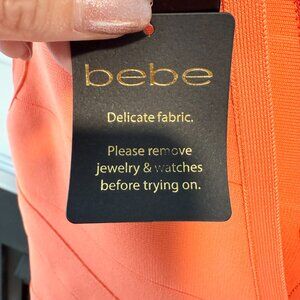 bebe
Delicate fabric.
Please remove
jewelry & watches
before trying on.